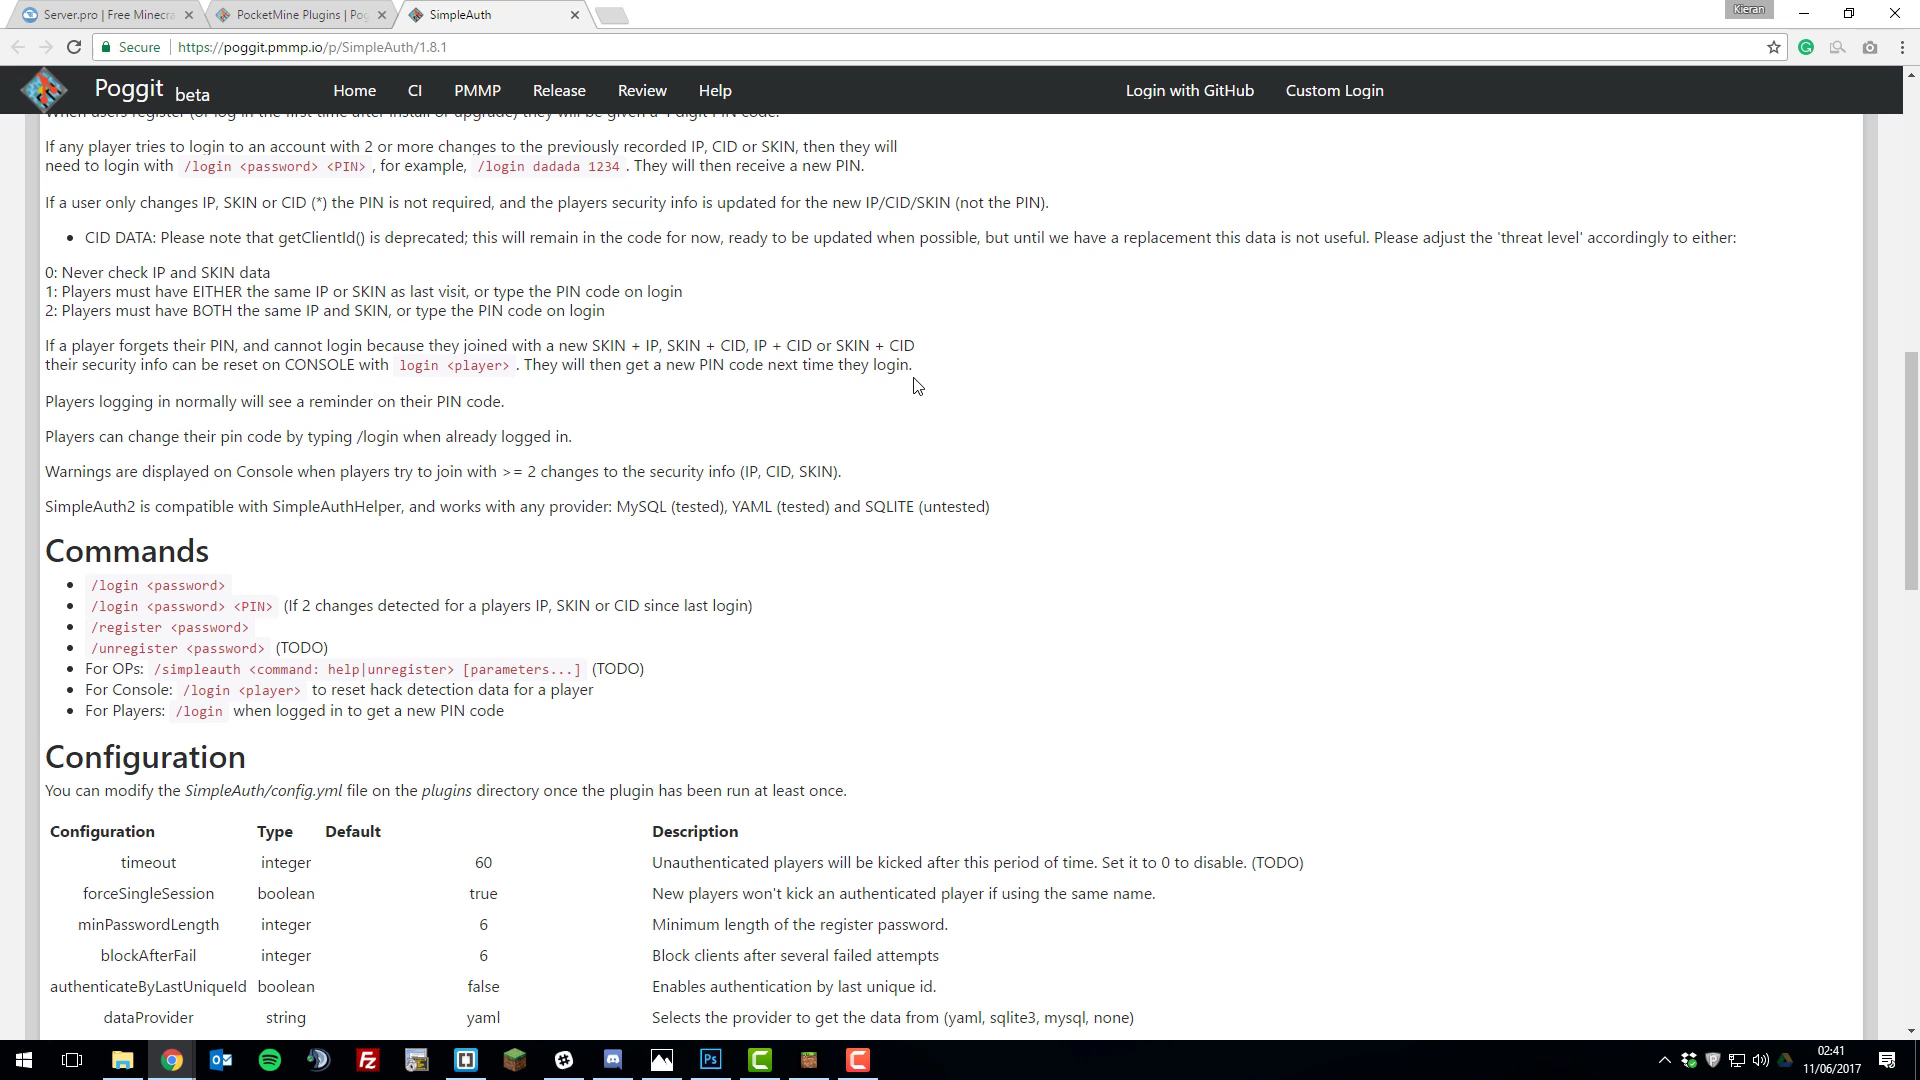 Server.pro | Free Minecra
PocketMine Plugins | Pog
SimpleAuth
Kieran
Secure
https://poggit.pmmp.io/p/SimpleAuth/1.8.1
Poggit beta
Home
CI
PMMP
Release
Review
Help
Login with GitHub
Custom Login
When users register (or log in the first time after install or upgrade) they will be given a 4 digit PIN code.
If any player tries to login to an account with 2 or more changes to the previously recorded IP, CID or SKIN, then they will
need to login with /login <password> <PIN> , for example, /login dadada 1234 . They will then receive a new PIN.
If a user only changes IP, SKIN or CID (*) the PIN is not required, and the players security info is updated for the new IP/CID/SKIN (not the PIN).
• CID DATA: Please note that getClientId() is deprecated; this will remain in the code for now, ready to be updated when possible, but until we have a replacement this data is not useful. Please adjust the 'threat level' accordingly to either:
0: Never check IP and SKIN data
1: Players must have EITHER the same IP or SKIN as last visit, or type the PIN code on login
2: Players must have BOTH the same IP and SKIN, or type the PIN code on login
If a player forgets their PIN, and cannot login because they joined with a new SKIN + IP, SKIN + CID, IP + CID or SKIN + CID
their security info can be reset on CONSOLE with login <player> . They will then get a new PIN code next time they login.
Players logging in normally will see a reminder on their PIN code.
Players can change their pin code by typing /login when already logged in.
Warnings are displayed on Console when players try to join with >= 2 changes to the security info (IP, CID, SKIN).
SimpleAuth2 is compatible with SimpleAuthHelper, and works with any provider: MySQL (tested), YAML (tested) and SQLITE (untested)
Commands
• /login <password>
• /login <password> <PIN> (If 2 changes detected for a players IP, SKIN or CID since last login)
• /register <password>
• /unregister <password> (TODO)
• For OPs: /simpleauth <command: help|unregister> [parameters...] (TODO)
• For Console: /login <player> to reset hack detection data for a player
• For Players: /login when logged in to get a new PIN code
Configuration
You can modify the SimpleAuth/config.yml file on the plugins directory once the plugin has been run at least once.
Configuration Type Default Description
timeout integer 60 Unauthenticated players will be kicked after this period of time. Set it to 0 to disable. (TODO)
forceSingleSession boolean true New players won't kick an authenticated player if using the same name.
minPasswordLength integer 6 Minimum length of the register password.
blockAfterFail integer 6 Block clients after several failed attempts
authenticateByLastUniqueId boolean false Enables authentication by last unique id.
dataProvider string yaml Selects the provider to get the data from (yaml, sqlite3, mysql, none)
02:41
11/06/2017